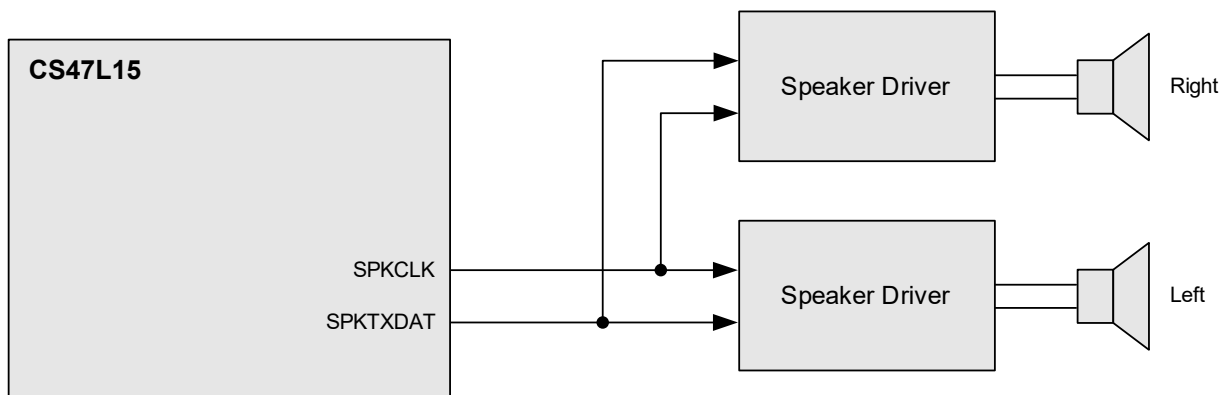 CS47L15
Speaker Driver
Right
SPKCLK
SPKTXDAT
Speaker Driver
Left